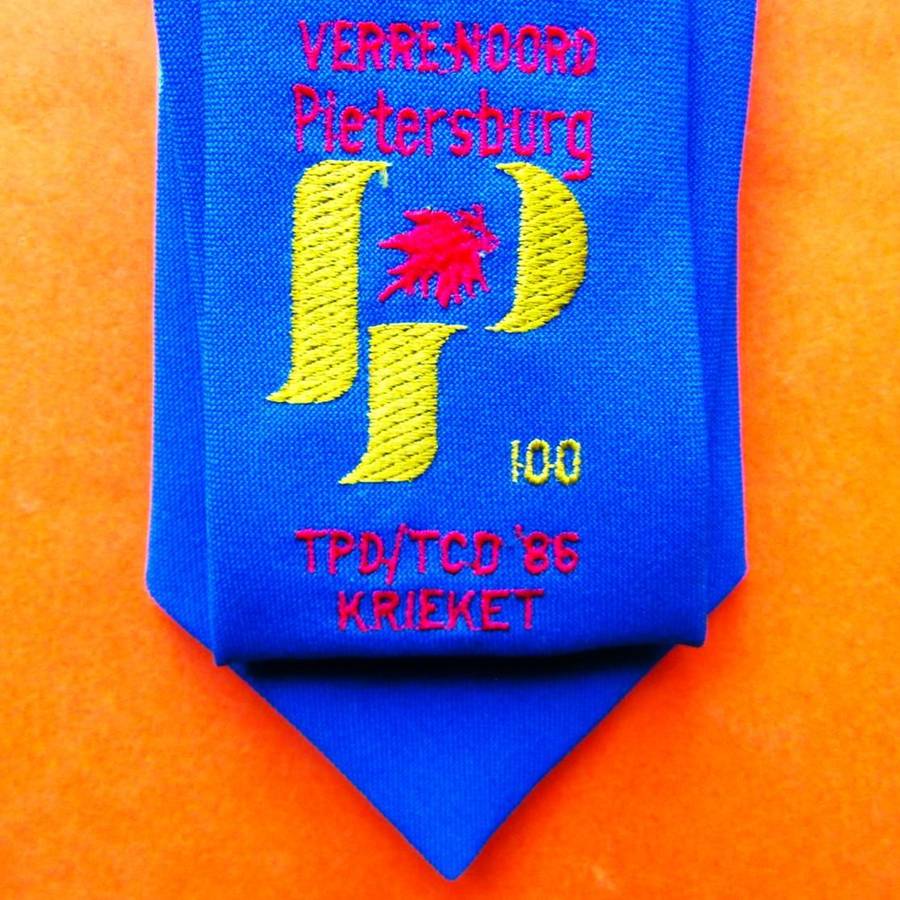 VERRE-NOORD
Pietersburg
P
100
TPD/TCD '86
KRIEKET